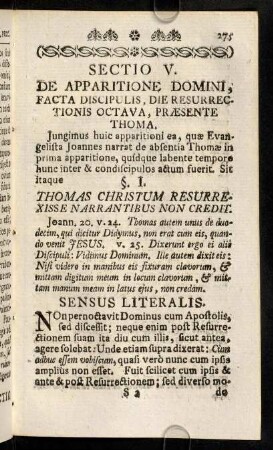 275
SECTIO V.
DE APPARITIONE DOMINI,
FACTA DISCIPULIS, DIE RESURREC-
TIONIS OCTAVA, PRÆSENTE
THOMA.
Jungimus huic apparitioni ea, quæ Evan-
gelista Joannes narrat de absentia Thomæ in
prima apparitione, quidque labente tempore
hunc inter & condiscipulos actum fuerit. Sic
itaque
§. I.
THOMAS CHRISTUM RESURRE-
XISSE NARRANTIBUS NON CREDIT.
Joann. 20. v. 24. Thomas autem unus de duo-
decim, qui dicitur Didymus, non erat cum eis, quan-
do venit JESUS. v. 25. Dixerunt ergo ei alii
Discipuli: Vidimus Dominum. Ille autem dixit eis:
Nisi videro in manibus eis fixuram clavorum, &
mittam digitum meum in locum clavorum, & mit-
tam manum meam in latus ejus, non credam.
SENSUS LITERALIS.
NOn pernoctavit Dominus cum Apostolis,
sed discessit; neque enim post Resurre-
ctionem suam ita diu cum illis, sicut antea,
agere solebat: Unde etiam supra dixerat: Cum
adhuc essem vobiscum, quasi verò nunc cum ipsis
amplius non esset. Fuit scilicet cum ipsis &
ante & post Resurrectionem; sed diverso mo-
S 2 do